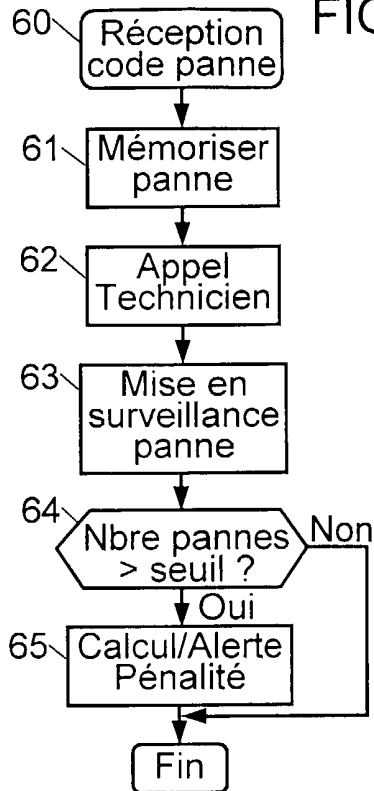 FIG
60
Réception
code panne
61
Mémoriser
panne
62
Appel
Technicien
63
Mise en
surveillance
panne
64
Nbre pannes
> seuil ?
Non
Oui
65
Calcul/Alerte
Pénalité
Fin